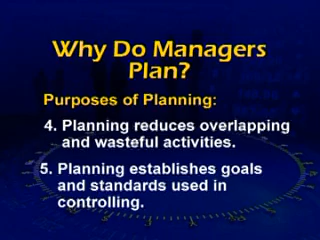 Why Do Managers
Plan?
Purposes of Planning:
4. Planning reduces overlapping
and wasteful activities.
5. Planning establishes goals
and standards used in
controlling.